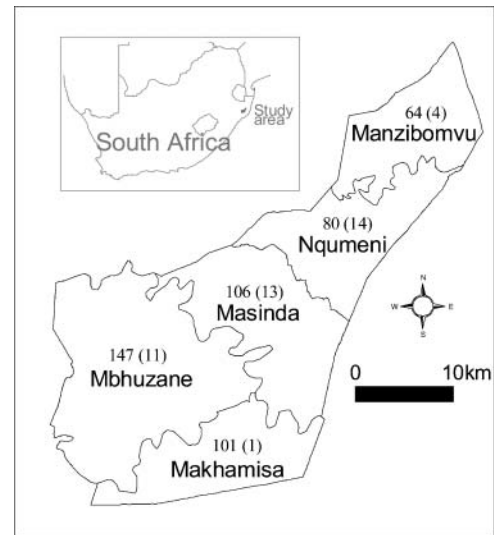 South Africa
Study
area
64 (4)
Manzibomvu
80 (14)
Nqumeni
106 (13)
Masinda
147 (11)
Mbhuzane
101 (1)
Makhamisa
N
W
E
S
0
10km